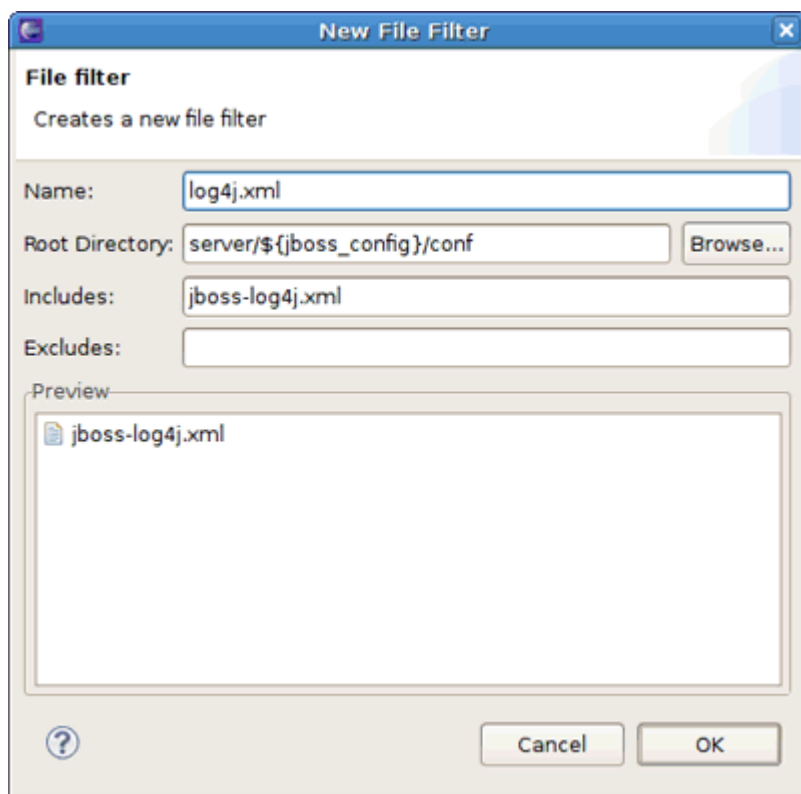 New File Filter
File filter
Creates a new file filter
Name: log4j.xml
Root Directory: server/${jboss_config}/conf Browse...
Includes: jboss-log4j.xml
Excludes:
Preview
jboss-log4j.xml
? Cancel OK